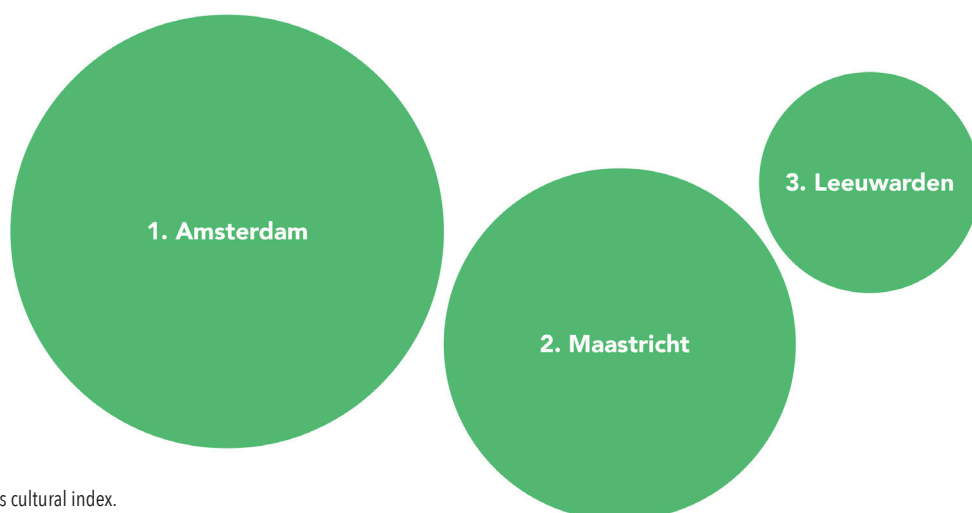 1. Amsterdam
2. Maastricht
3. Leeuwarden
s cultural index.